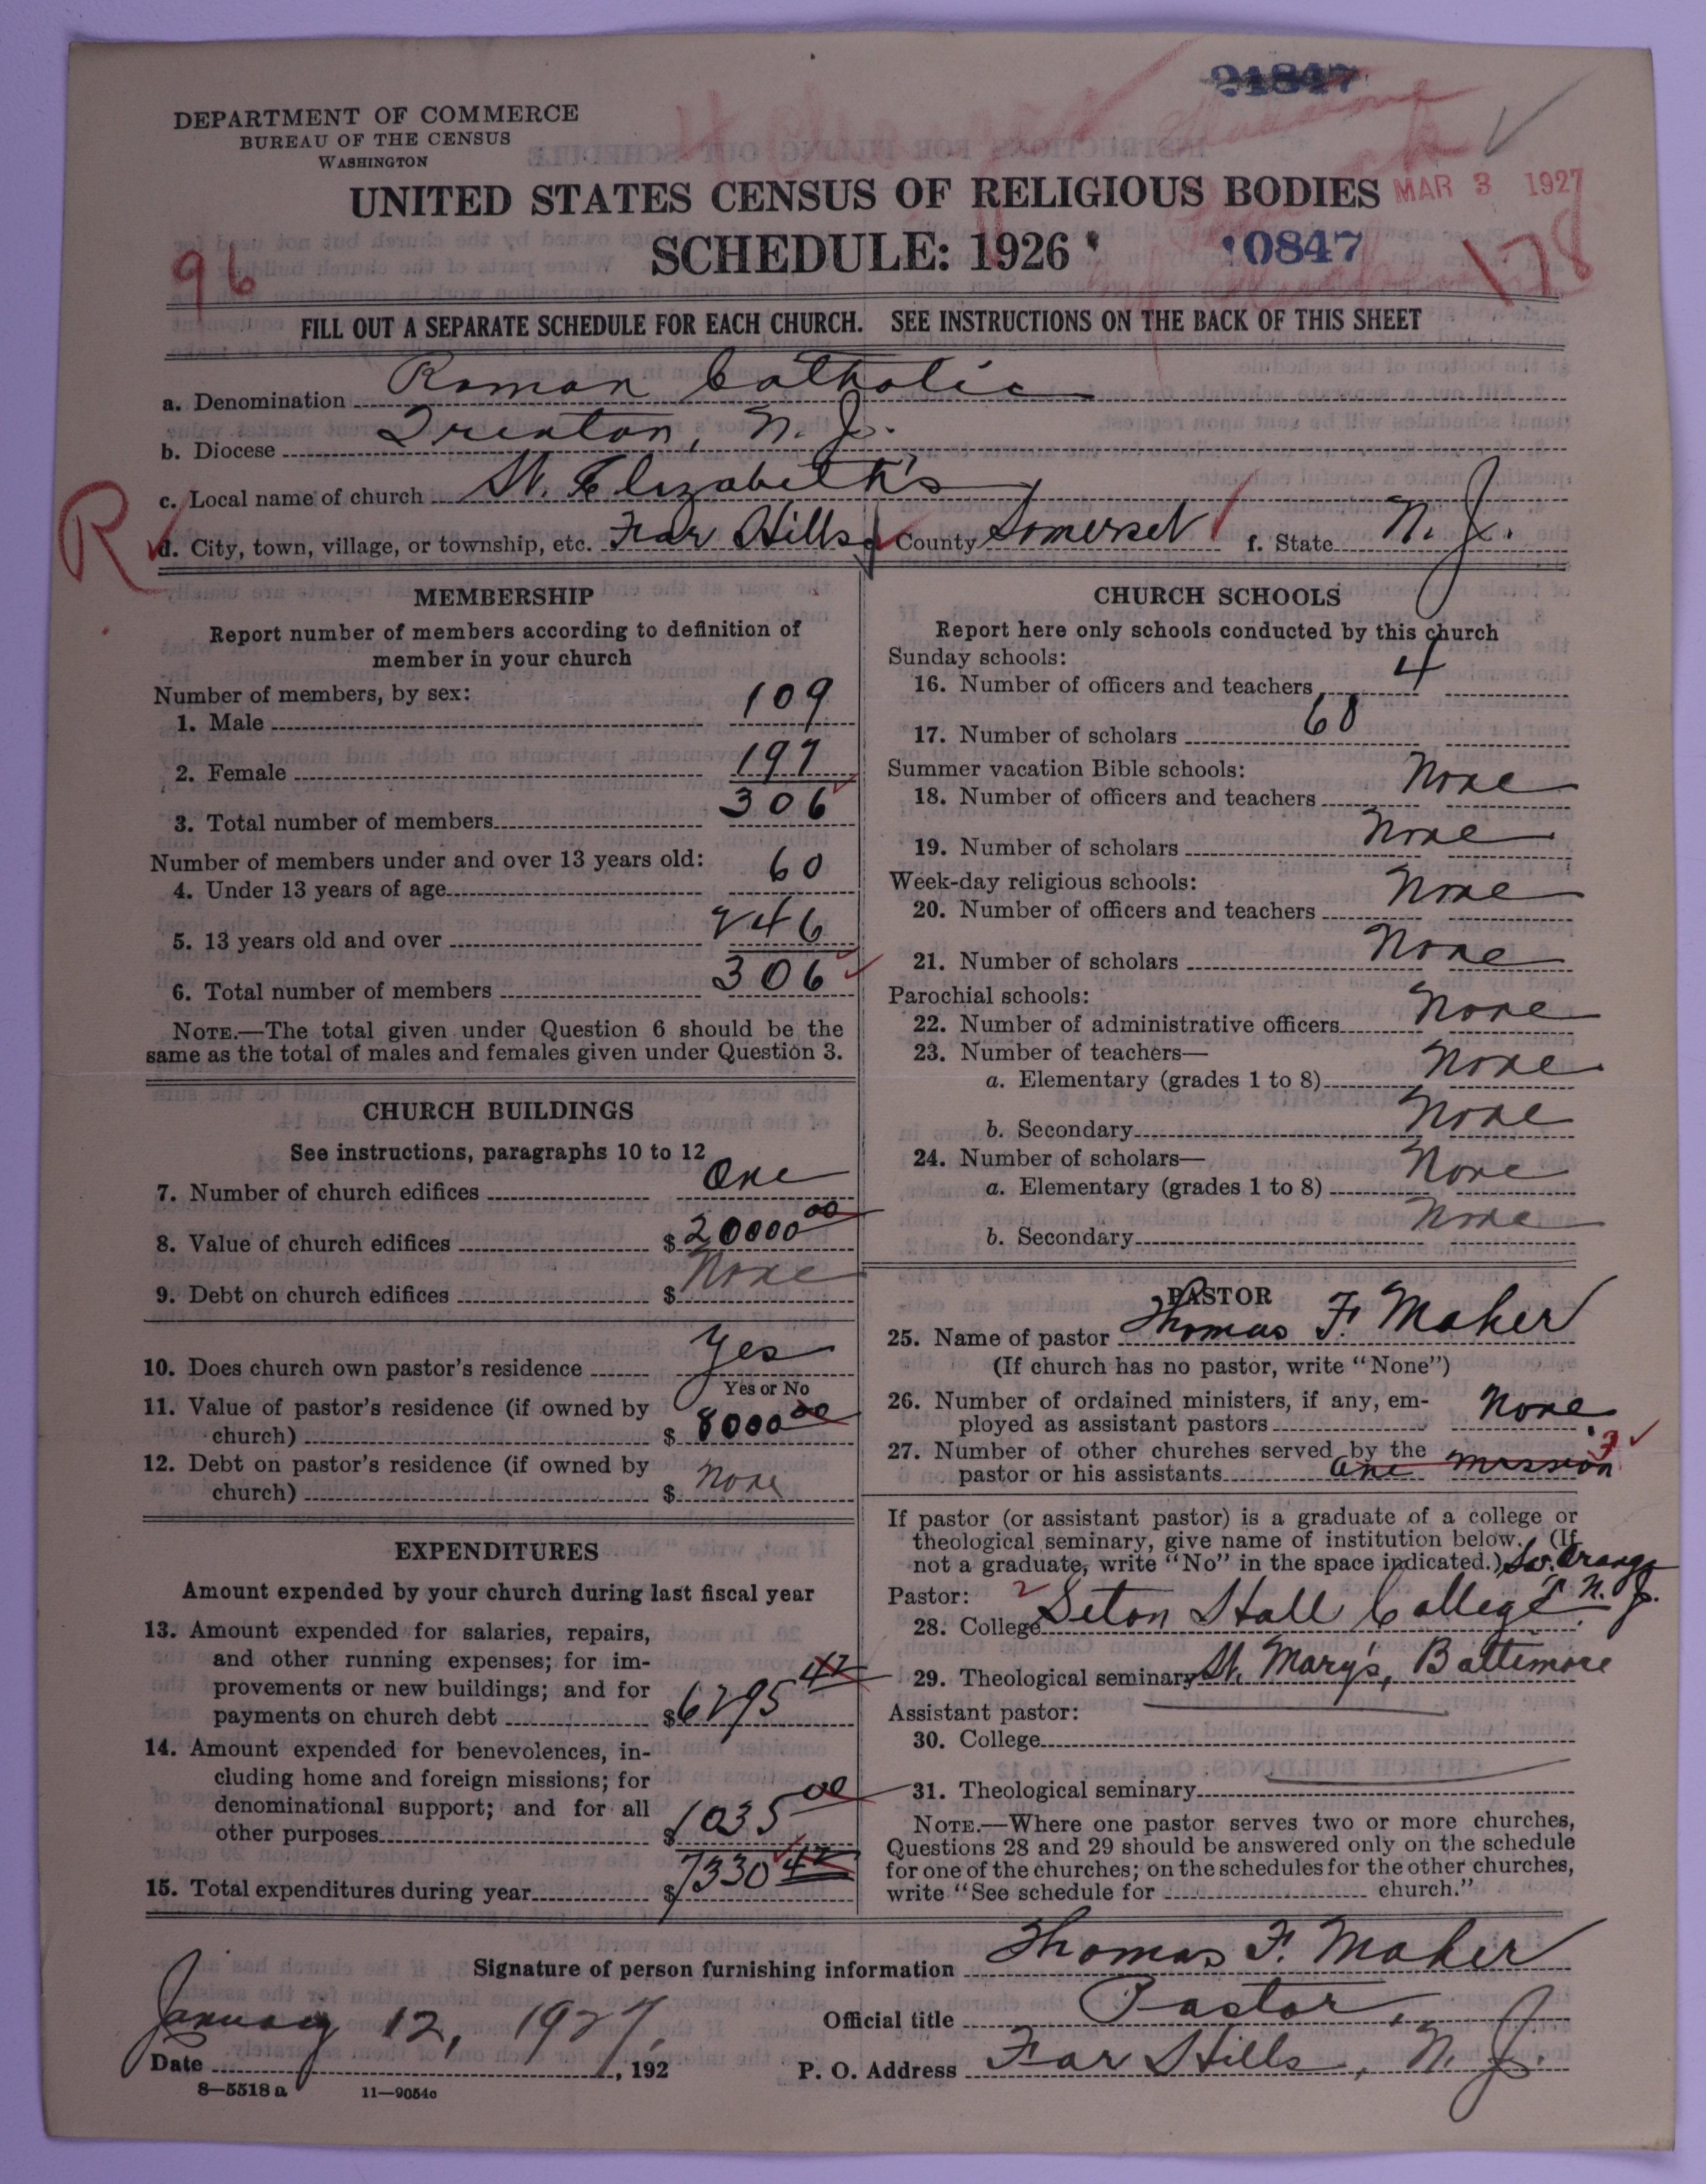 21847
DEPARTMENT OF COMMERCE
BUREAU OF THE CENSUS
WASHINGTON
UNITED STATES CENSUS OF RELIGIOUS BODIES
MAR 3 1927
SCHEDULE: 1926
0847
96
178
FILL OUT A SEPARATE SCHEDULE FOR EACH CHURCH. SEE INSTRUCTIONS ON THE BACK OF THIS SHEET
a. Denomination Roman Catholic
b. Diocese Trenton, N. J.
c. Local name of church St. Elizabeth's
R
d. City, town, village, or township, etc. Far Hills County Somerset f. State N. J.
MEMBERSHIP
Report number of members according to definition of
member in your church
Number of members, by sex:
1. Male 109
2. Female 197
3. Total number of members 306
Number of members under and over 13 years old:
4. Under 13 years of age 60
5. 13 years old and over 246
6. Total number of members 306
NOTE.—The total given under Question 6 should be the
same as the total of males and females given under Question 3.
CHURCH BUILDINGS
See instructions, paragraphs 10 to 12
7. Number of church edifices One
8. Value of church edifices $ 20000 00
9. Debt on church edifices $ None
10. Does church own pastor's residence Yes
Yes or No
11. Value of pastor's residence (if owned by
church) $ 8000 00
12. Debt on pastor's residence (if owned by
church) $ None
EXPENDITURES
Amount expended by your church during last fiscal year
13. Amount expended for salaries, repairs,
and other running expenses; for im-
provements or new buildings; and for
payments on church debt $ 6295 42
14. Amount expended for benevolences, in-
cluding home and foreign missions; for
denominational support; and for all
other purposes $ 1035 00
15. Total expenditures during year $ 7330 42
CHURCH SCHOOLS
Report here only schools conducted by this church
Sunday schools:
16. Number of officers and teachers 4
17. Number of scholars 60
Summer vacation Bible schools:
18. Number of officers and teachers None
19. Number of scholars None
Week-day religious schools:
20. Number of officers and teachers None
21. Number of scholars None
Parochial schools:
22. Number of administrative officers None
23. Number of teachers—
a. Elementary (grades 1 to 8) None
b. Secondary None
24. Number of scholars—
a. Elementary (grades 1 to 8) None
b. Secondary None
PASTOR
25. Name of pastor Thomas F. Maher
(If church has no pastor, write "None")
26. Number of ordained ministers, if any, em-
ployed as assistant pastors None
27. Number of other churches served by the
pastor or his assistants One Mission
If pastor (or assistant pastor) is a graduate of a college or
theological seminary, give name of institution below. (If
not a graduate, write "No" in the space indicated.) So. Orange
Pastor: N. J.
28. College Seton Hall College
29. Theological seminary St. Mary's, Baltimore
Assistant pastor:
30. College
31. Theological seminary
NOTE.—Where one pastor serves two or more churches,
Questions 28 and 29 should be answered only on the schedule
for one of the churches; on the schedules for the other churches,
write "See schedule for church."
Signature of person furnishing information Thomas F. Maher
Official title Pastor,
Date January 12, 1927, 192
P. O. Address Far Hills, N. J.
8—5518 a 11—9054c